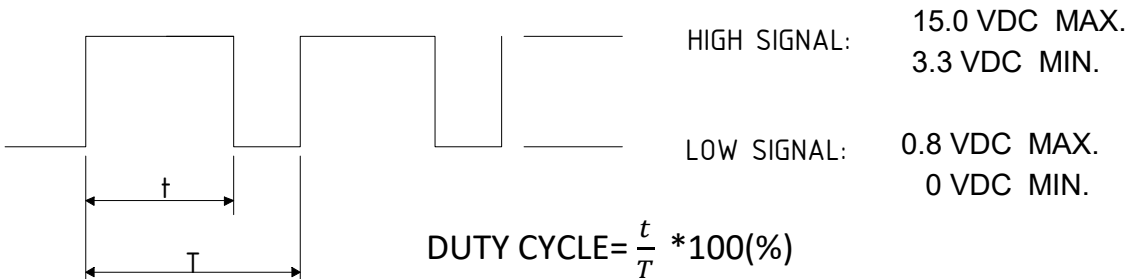 HIGH SIGNAL: 15.0 VDC MAX.
3.3 VDC MIN.
LOW SIGNAL: 0.8 VDC MAX.
0 VDC MIN.
t
T
DUTY CYCLE= t/T *100(%)